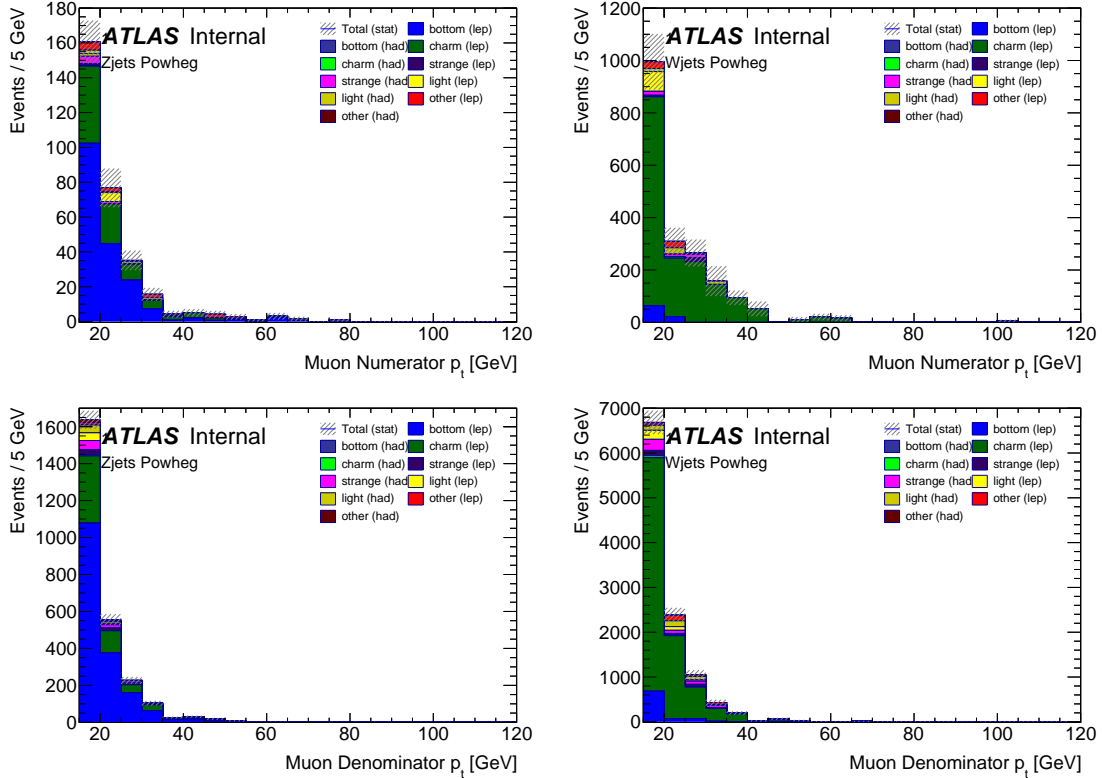 Events / 5 GeV
180
160
140
120
100
80
60
40
20
0
ATLAS Internal
Zjets Powheg
Total (stat) bottom (lep)
bottom (had) charm (lep)
charm (had) strange (lep)
strange (had) light (lep)
light (had) other (lep)
other (had)
20 40 60 80 100 120
Muon Numerator pt [GeV]
Events / 5 GeV
1200
1000
800
600
400
200
0
ATLAS Internal
Wjets Powheg
Total (stat) bottom (lep)
bottom (had) charm (lep)
charm (had) strange (lep)
strange (had) light (lep)
light (had) other (lep)
other (had)
20 40 60 80 100 120
Muon Numerator pt [GeV]
Events / 5 GeV
1600
1400
1200
1000
800
600
400
200
0
ATLAS Internal
Zjets Powheg
Total (stat) bottom (lep)
bottom (had) charm (lep)
charm (had) strange (lep)
strange (had) light (lep)
light (had) other (lep)
other (had)
20 40 60 80 100 120
Muon Denominator pt [GeV]
Events / 5 GeV
7000
6000
5000
4000
3000
2000
1000
0
ATLAS Internal
Wjets Powheg
Total (stat) bottom (lep)
bottom (had) charm (lep)
charm (had) strange (lep)
strange (had) light (lep)
light (had) other (lep)
other (had)
20 40 60 80 100 120
Muon Denominator pt [GeV]